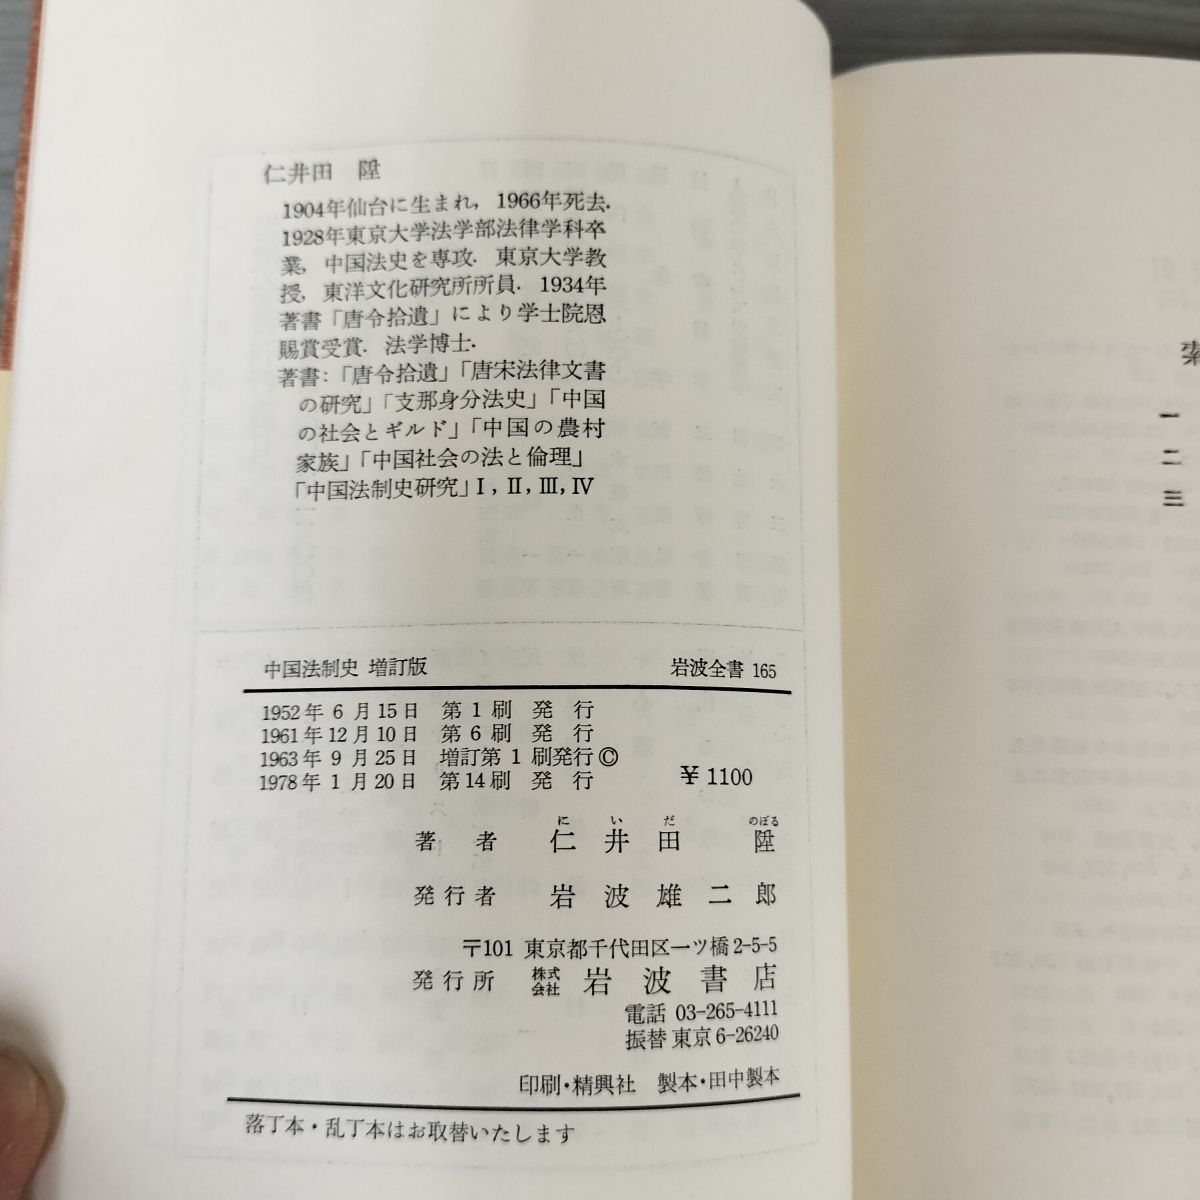 仁井田 陞
1904年仙台に生まれ，1966年死去．
1928年東京大学法学部法律学科卒
業，中国法史を専攻．東京大学教
授，東洋文化研究所所員．1934年
著書「唐令拾遺」により学士院恩
賜賞受賞．法学博士．
著書：「唐令拾遺」「唐宋法律文書
の研究」「支那身分法史」「中国
の社会とギルド」「中国の農村
家族」「中国社会の法と倫理」
「中国法制史研究」Ⅰ，Ⅱ，Ⅲ，Ⅳ
中国法制史 増訂版 岩波全書 165
1952年 6 月15日 第 1 刷 発 行
1961年12月10日 第 6 刷 発 行
1963年 9 月25日 増訂第 1 刷発行©
1978年 1 月20日 第14刷 発 行 ￥1100
に い だ のぼる
著 者 仁 井 田 陞
発行者 岩 波 雄 二 郎
〒101 東京都千代田区一ツ橋2-5-5
発行所 株式会社 岩 波 書 店
電話 03-265-4111
振替 東京6-26240
印刷・精興社 製本・田中製本
落丁本・乱丁本はお取替いたします
索
一
二
三